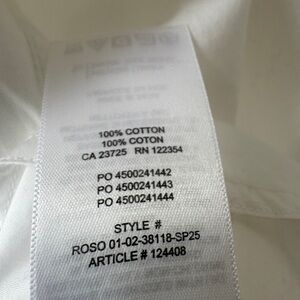 100% COTTON
100% COTON
CA 23725 RN 122354
PO 4500241442
PO 4500241443
PO 4500241444
STYLE #
ROSO 01-02-38118-SP25
ARTICLE # 124408